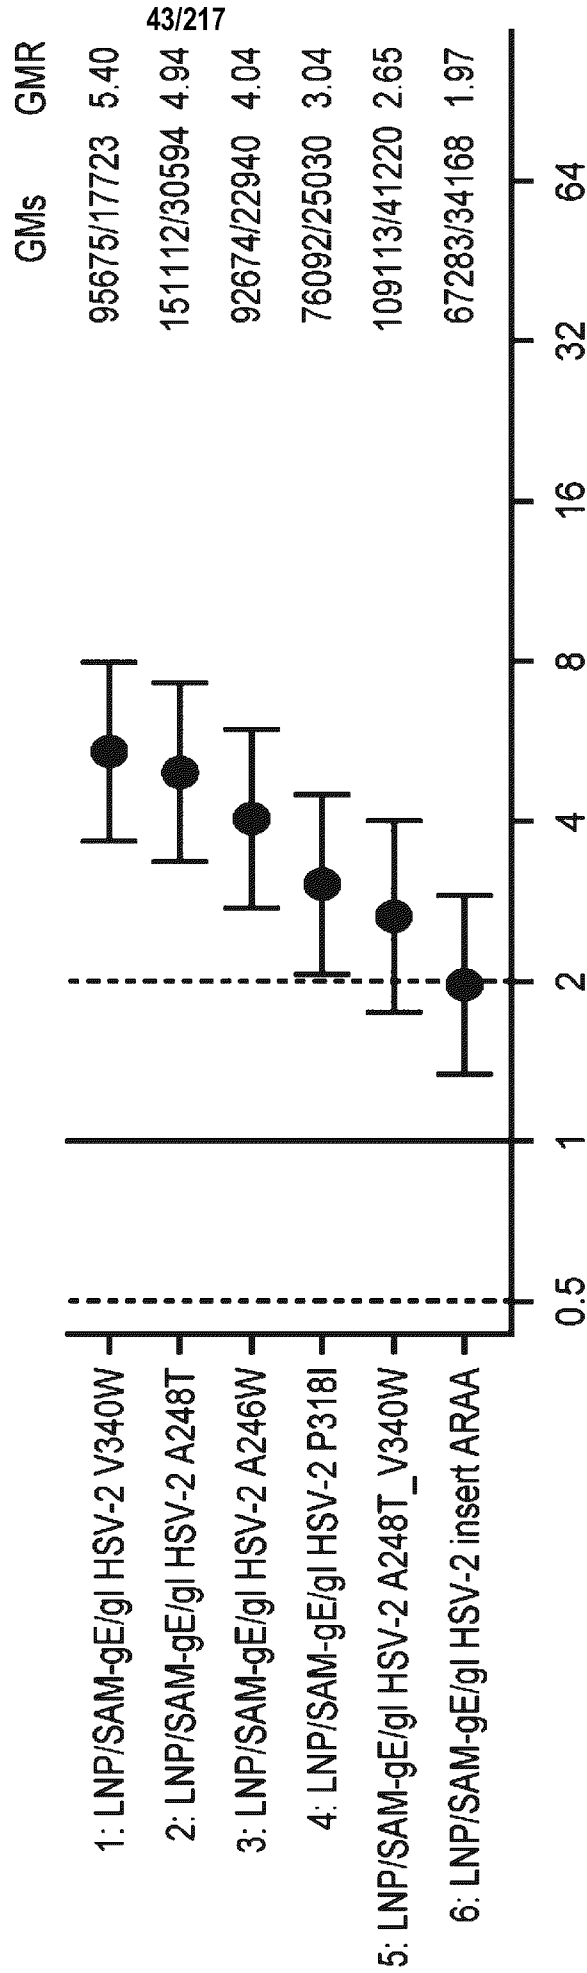 43/217
GMs GMR
1: LNP/SAM-gE/gI HSV-2 V340W 95675/17723 5.40
2: LNP/SAM-gE/gI HSV-2 A248T 151112/30594 4.94
3: LNP/SAM-gE/gI HSV-2 A246W 92674/22940 4.04
4: LNP/SAM-gE/gI HSV-2 P318I 76092/25030 3.04
5: LNP/SAM-gE/gI HSV-2 A248T_V340W 109113/41220 2.65
6: LNP/SAM-gE/gI HSV-2 insert ARAA 67283/34168 1.97
0.5 1 2 4 8 16 32 64